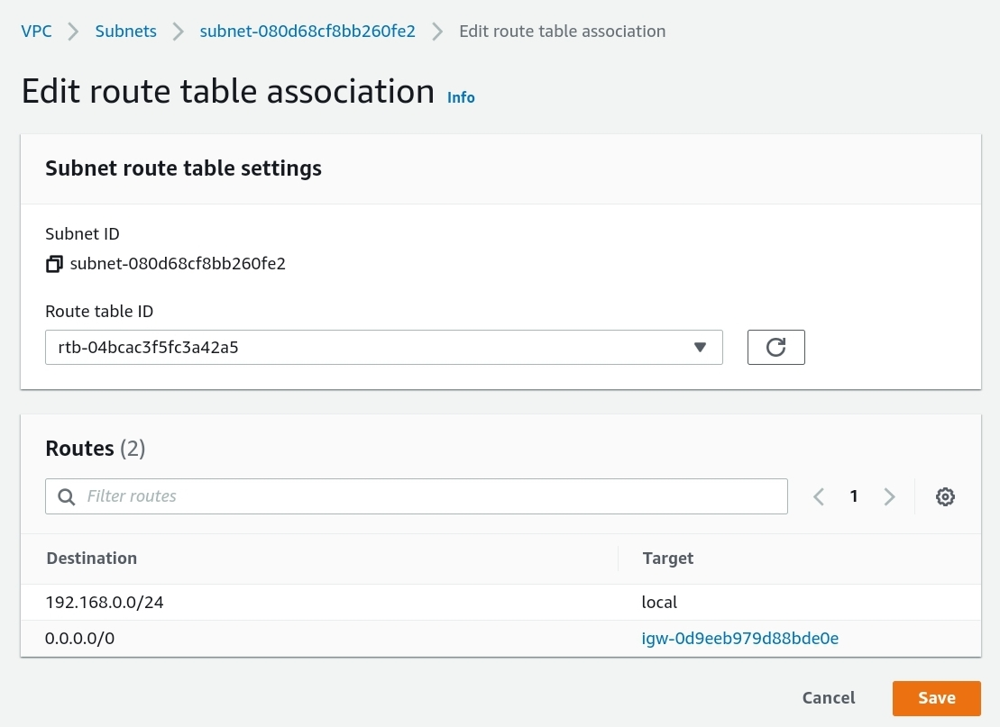 VPC > Subnets > subnet-080d68cf8bb260fe2 > Edit route table association
Edit route table association Info
Subnet route table settings
Subnet ID
subnet-080d68cf8bb260fe2
Route table ID
rtb-04bcac3f5fc3a42a5
Routes (2)
Filter routes 1
Destination Target
192.168.0.0/24 local
0.0.0.0/0 igw-0d9eeb979d88bde0e
Cancel Save